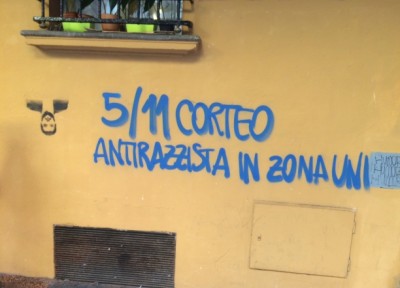 5/11 CORTEO
ANTIRAZZISTA IN ZONA UNI